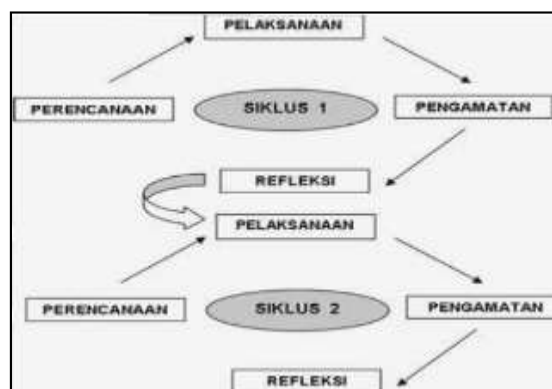 PELAKSANAAN
PERENCANAAN
SIKLUS 1
PENGAMATAN
REFLEKSI
PELAKSANAAN
PERENCANAAN
SIKLUS 2
PENGAMATAN
REFLEKSI